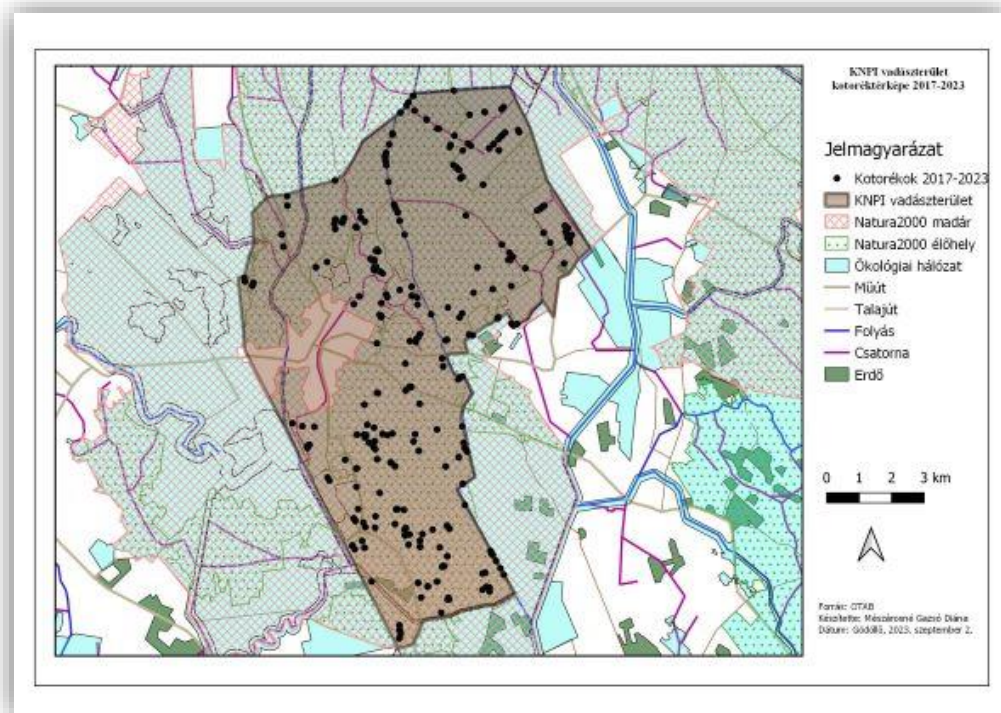 KNPI vadászterület
kotoréktérképe 2017-2023
Jelmagyarázat
Kotorékok 2017-2023
KNPI vadászterület
Natura2000 madár
Natura2000 élőhely
Ökológiai hálózat
Műút
Talajút
Folyás
Csatorna
Erdő
0 1 2 3 km
Forrás: OTAB
Készítette: Mészárosné Gazsó Diána
Dátum: Gödöllő, 2023, szeptember 2.